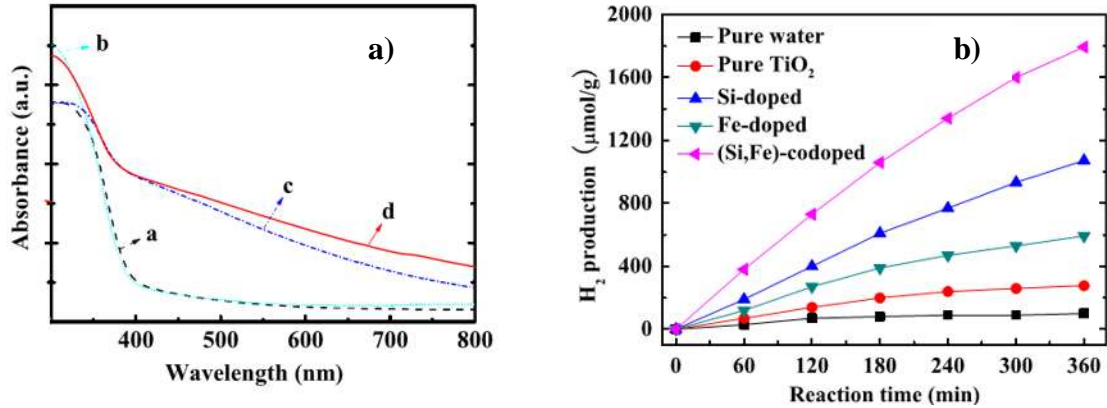 a)
b
a
c
d
Absorbance (a.u.)
400 500 600 700 800
Wavelength (nm)
b)
2000
1600
1200
800
400
0
Pure water
Pure TiO₂
Si-doped
Fe-doped
(Si,Fe)-codoped
H₂ production (μmol/g)
0 60 120 180 240 300 360
Reaction time (min)